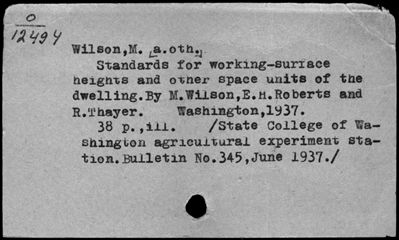 0
12494
Wilson,M. [a.oth.]
Standards for working-surface
heights and other space units of the
dwelling.By M.Wilson,E.H.Roberts and
R.Thayer. Washington,1937.
38 p.,ill. /State College of Wa-
shington agricultural experiment sta-
tion.Bulletin No.345,June 1937./